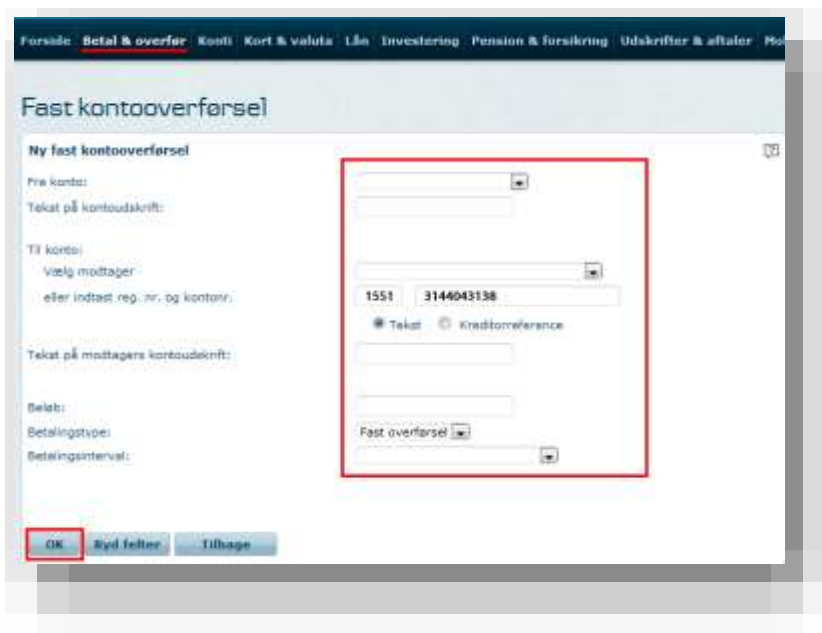 Forside Betal & overfør Konti Kort & valuta Lån Investering Pension & forsikring Udskrifter & aftaler Mob
Fast kontooverførsel
Ny fast kontooverførsel
Fra konto:
Tekst på kontoudskrift:
Til konto:
Vælg modtager
eller indtast reg. nr. og kontonr.
1551 3144043138
Tekst Kreditorreference
Tekst på modtagers kontoudskrift:
Beløb:
Betalingstype:
Fast overførsel
Betalingsinterval:
OK Ryd felter Tilbage